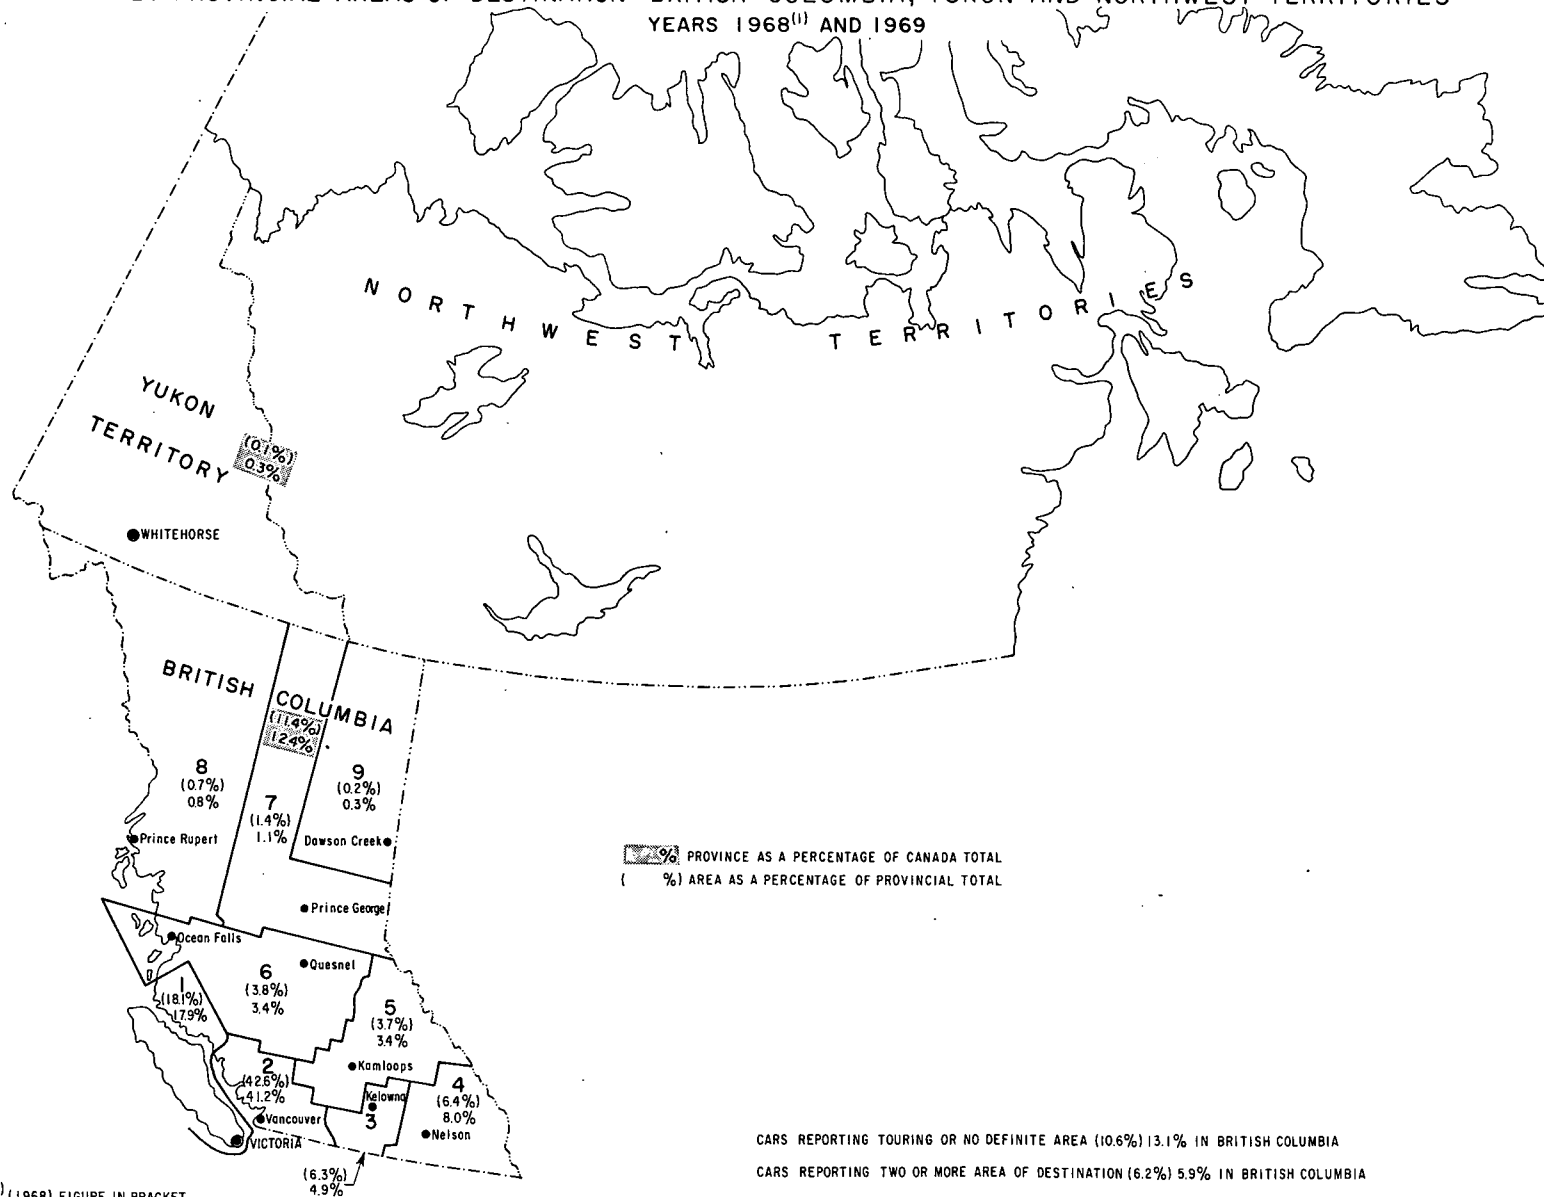 YEARS 1968(1) AND 1969
NORTHWEST TERRITORIES
YUKON
TERRITORY
(0.1%)
0.3%
WHITEHORSE
BRITISH COLUMBIA
(11.4%)
12.4%
8
(0.7%)
0.8%
9
(0.2%)
0.3%
7
(1.4%)
1.1%
Prince Rupert
Dawson Creek
% PROVINCE AS A PERCENTAGE OF CANADA TOTAL
( %) AREA AS A PERCENTAGE OF PROVINCIAL TOTAL
Prince George
Ocean Falls
Quesnel
6
(3.8%)
3.4%
1
(18.1%)
17.9%
5
(3.7%)
3.4%
Kamloops
2
(42.6%)
41.2%
4
(6.4%)
8.0%
Kelowna
3
Vancouver
Nelson
VICTORIA
(6.3%)
4.9%
CARS REPORTING TOURING OR NO DEFINITE AREA (10.6%) 13.1% IN BRITISH COLUMBIA
CARS REPORTING TWO OR MORE AREA OF DESTINATION (6.2%) 5.9% IN BRITISH COLUMBIA
(1968) FIGURE IN BRACKET